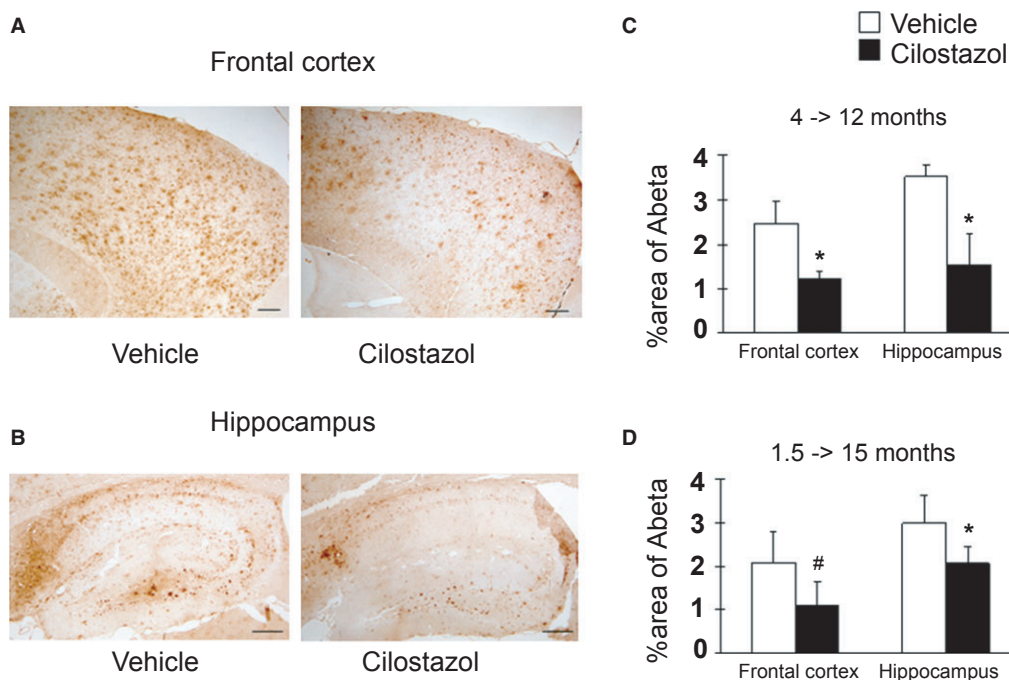 A
Frontal cortex
Vehicle
Cilostazol
B
Hippocampus
Vehicle
Cilostazol
C
Vehicle
Cilostazol
4 -> 12 months
%area of Abeta
4
3
2
1
0
*
*
Frontal cortex
Hippocampus
D
1.5 -> 15 months
%area of Abeta
4
3
2
1
0
#
*
Frontal cortex
Hippocampus